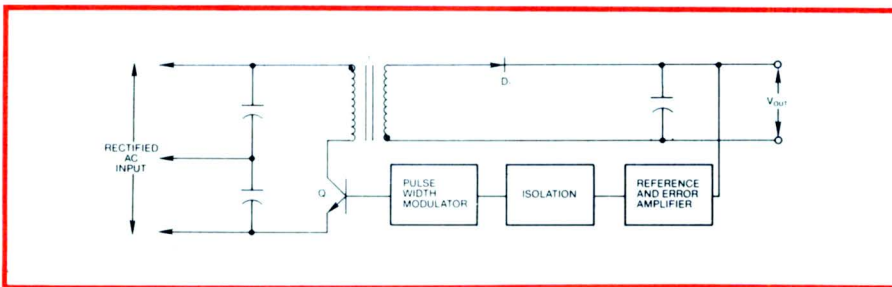 RECTIFIED
AC
INPUT
Q
D
PULSE
WIDTH
MODULATOR
ISOLATION
REFERENCE
AND ERROR
AMPLIFIER
VOUT